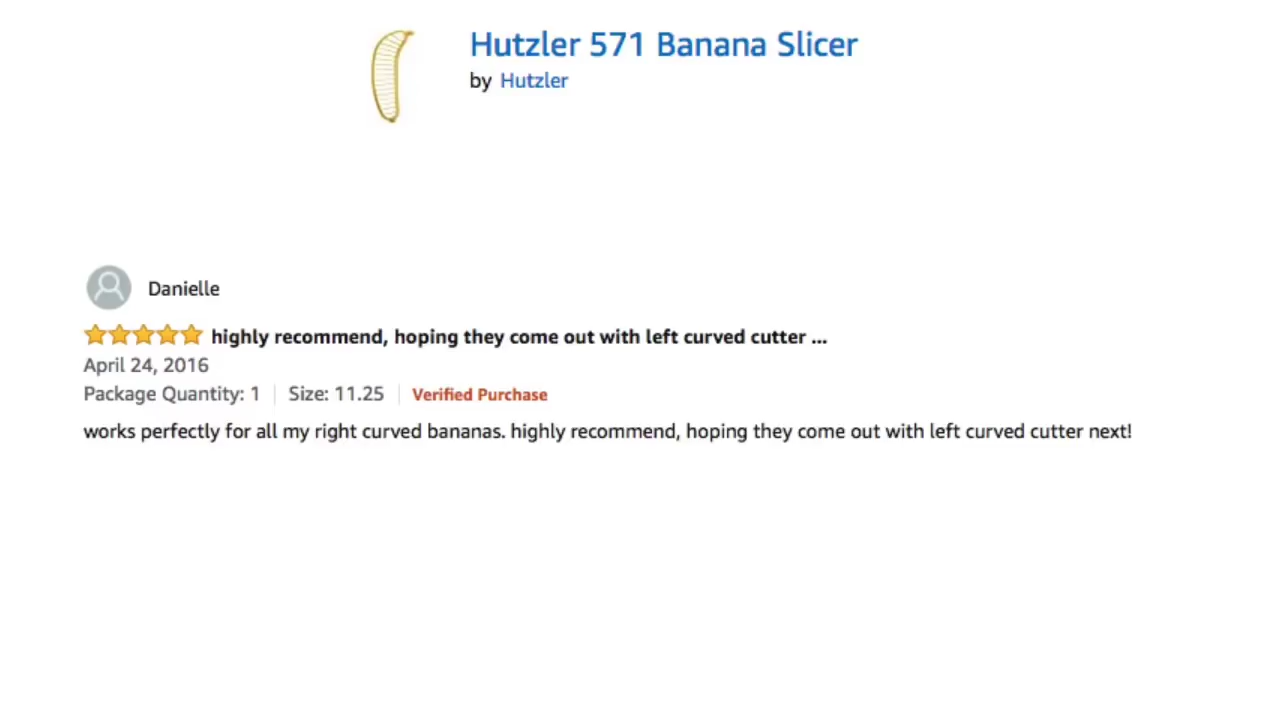 Hutzler 571 Banana Slicer
by Hutzler
Danielle
highly recommend, hoping they come out with left curved cutter ...
April 24, 2016
Package Quantity: 1 | Size: 11.25 | Verified Purchase
works perfectly for all my right curved bananas. highly recommend, hoping they come out with left curved cutter next!